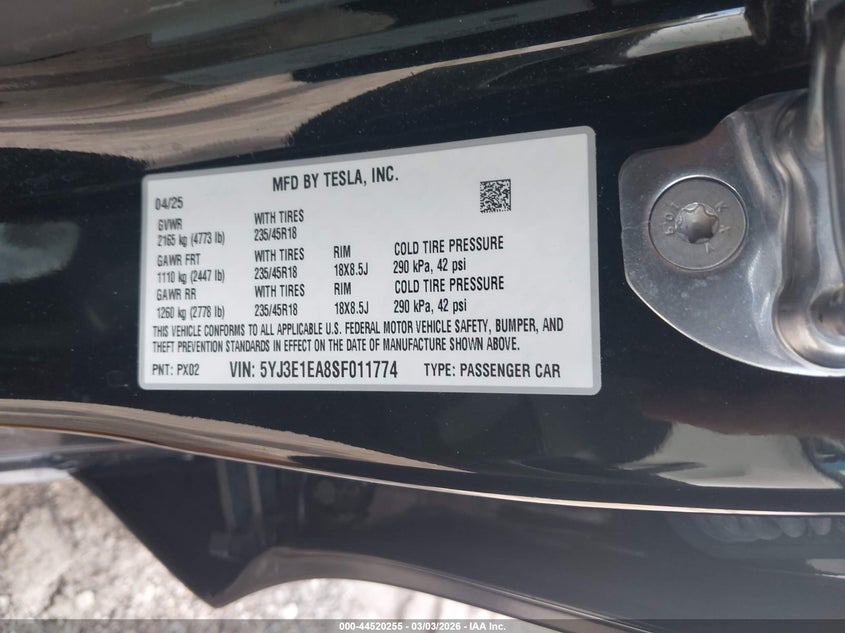 MFD BY TESLA, INC.
04/25
GVWR WITH TIRES
2165 kg (4773 lb) 235/45R18
GAWR FRT WITH TIRES RIM COLD TIRE PRESSURE
1110 kg (2447 lb) 235/45R18 18X8.5J 290 kPa, 42 psi
GAWR RR WITH TIRES RIM COLD TIRE PRESSURE
1260 kg (2778 lb) 235/45R18 18X8.5J 290 kPa, 42 psi
THIS VEHICLE CONFORMS TO ALL APPLICABLE U.S. FEDERAL MOTOR VEHICLE SAFETY, BUMPER, AND
THEFT PREVENTION STANDARDS IN EFFECT ON THE DATE OF MANUFACTURE SHOWN ABOVE.
PNT: PX02 VIN: 5YJ3E1EA8SF011774 TYPE: PASSENGER CAR
000-44520255 - 03/03/2026 - IAA Inc.